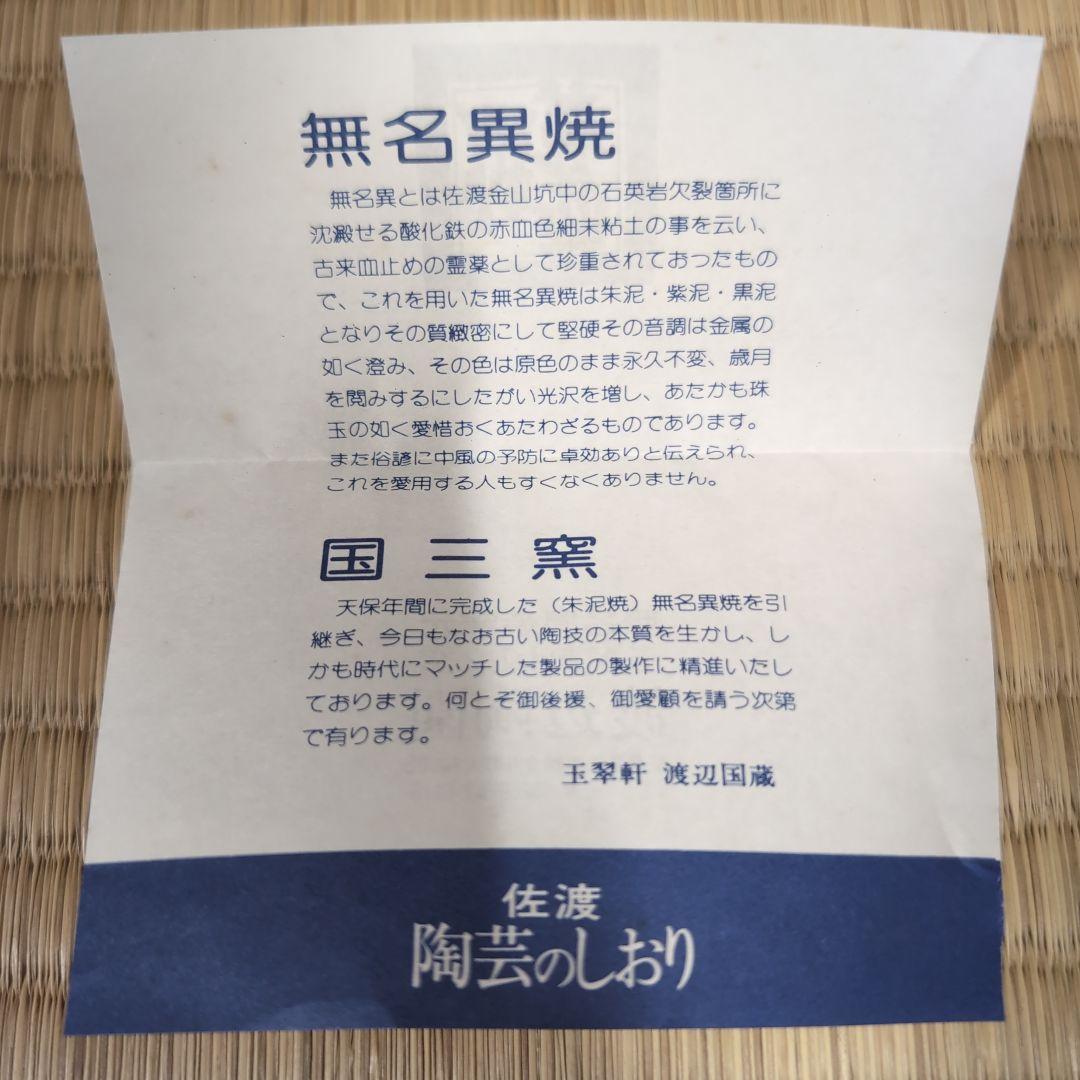 無名異焼
無名異とは佐渡金山坑中の石英岩欠裂箇所に
沈澱せる酸化鉄の赤血色細末粘土の事を云い、
古来血止めの霊薬として珍重されておったもの
で、これを用いた無名異焼は朱泥・紫泥・黒泥
となりその質緻密にして堅硬その音調は金属の
如く澄み、その色は原色のまま永久不変、歳月
を閲みするにしたがい光沢を増し、あたかも珠
玉の如く愛惜おくあたわざるものであります。
また俗諺に中風の予防に卓効ありと伝えられ、
これを愛用する人もすくなくありません。
国三窯
天保年間に完成した（朱泥焼）無名異焼を引
継ぎ、今日もなお古い陶技の本質を生かし、し
かも時代にマッチした製品の製作に精進いたし
ております。何とぞ御後援、御愛顧を請う次第
で有ります。
玉翠軒 渡辺国蔵
佐渡
陶芸のしおり